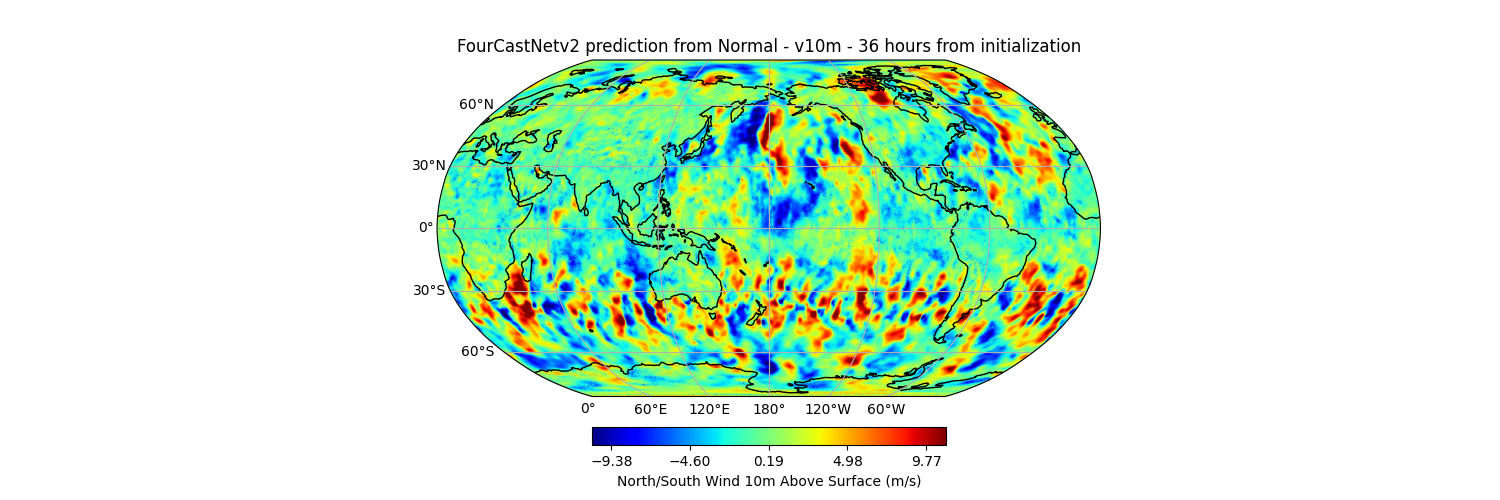 FourCastNetv2 prediction from Normal - v10m - 36 hours from initialization
60°N
30°N
0°
30°S
60°S
0° 60°E 120°E 180° 120°W 60°W
−9.38 −4.60 0.19 4.98 9.77
North/South Wind 10m Above Surface (m/s)